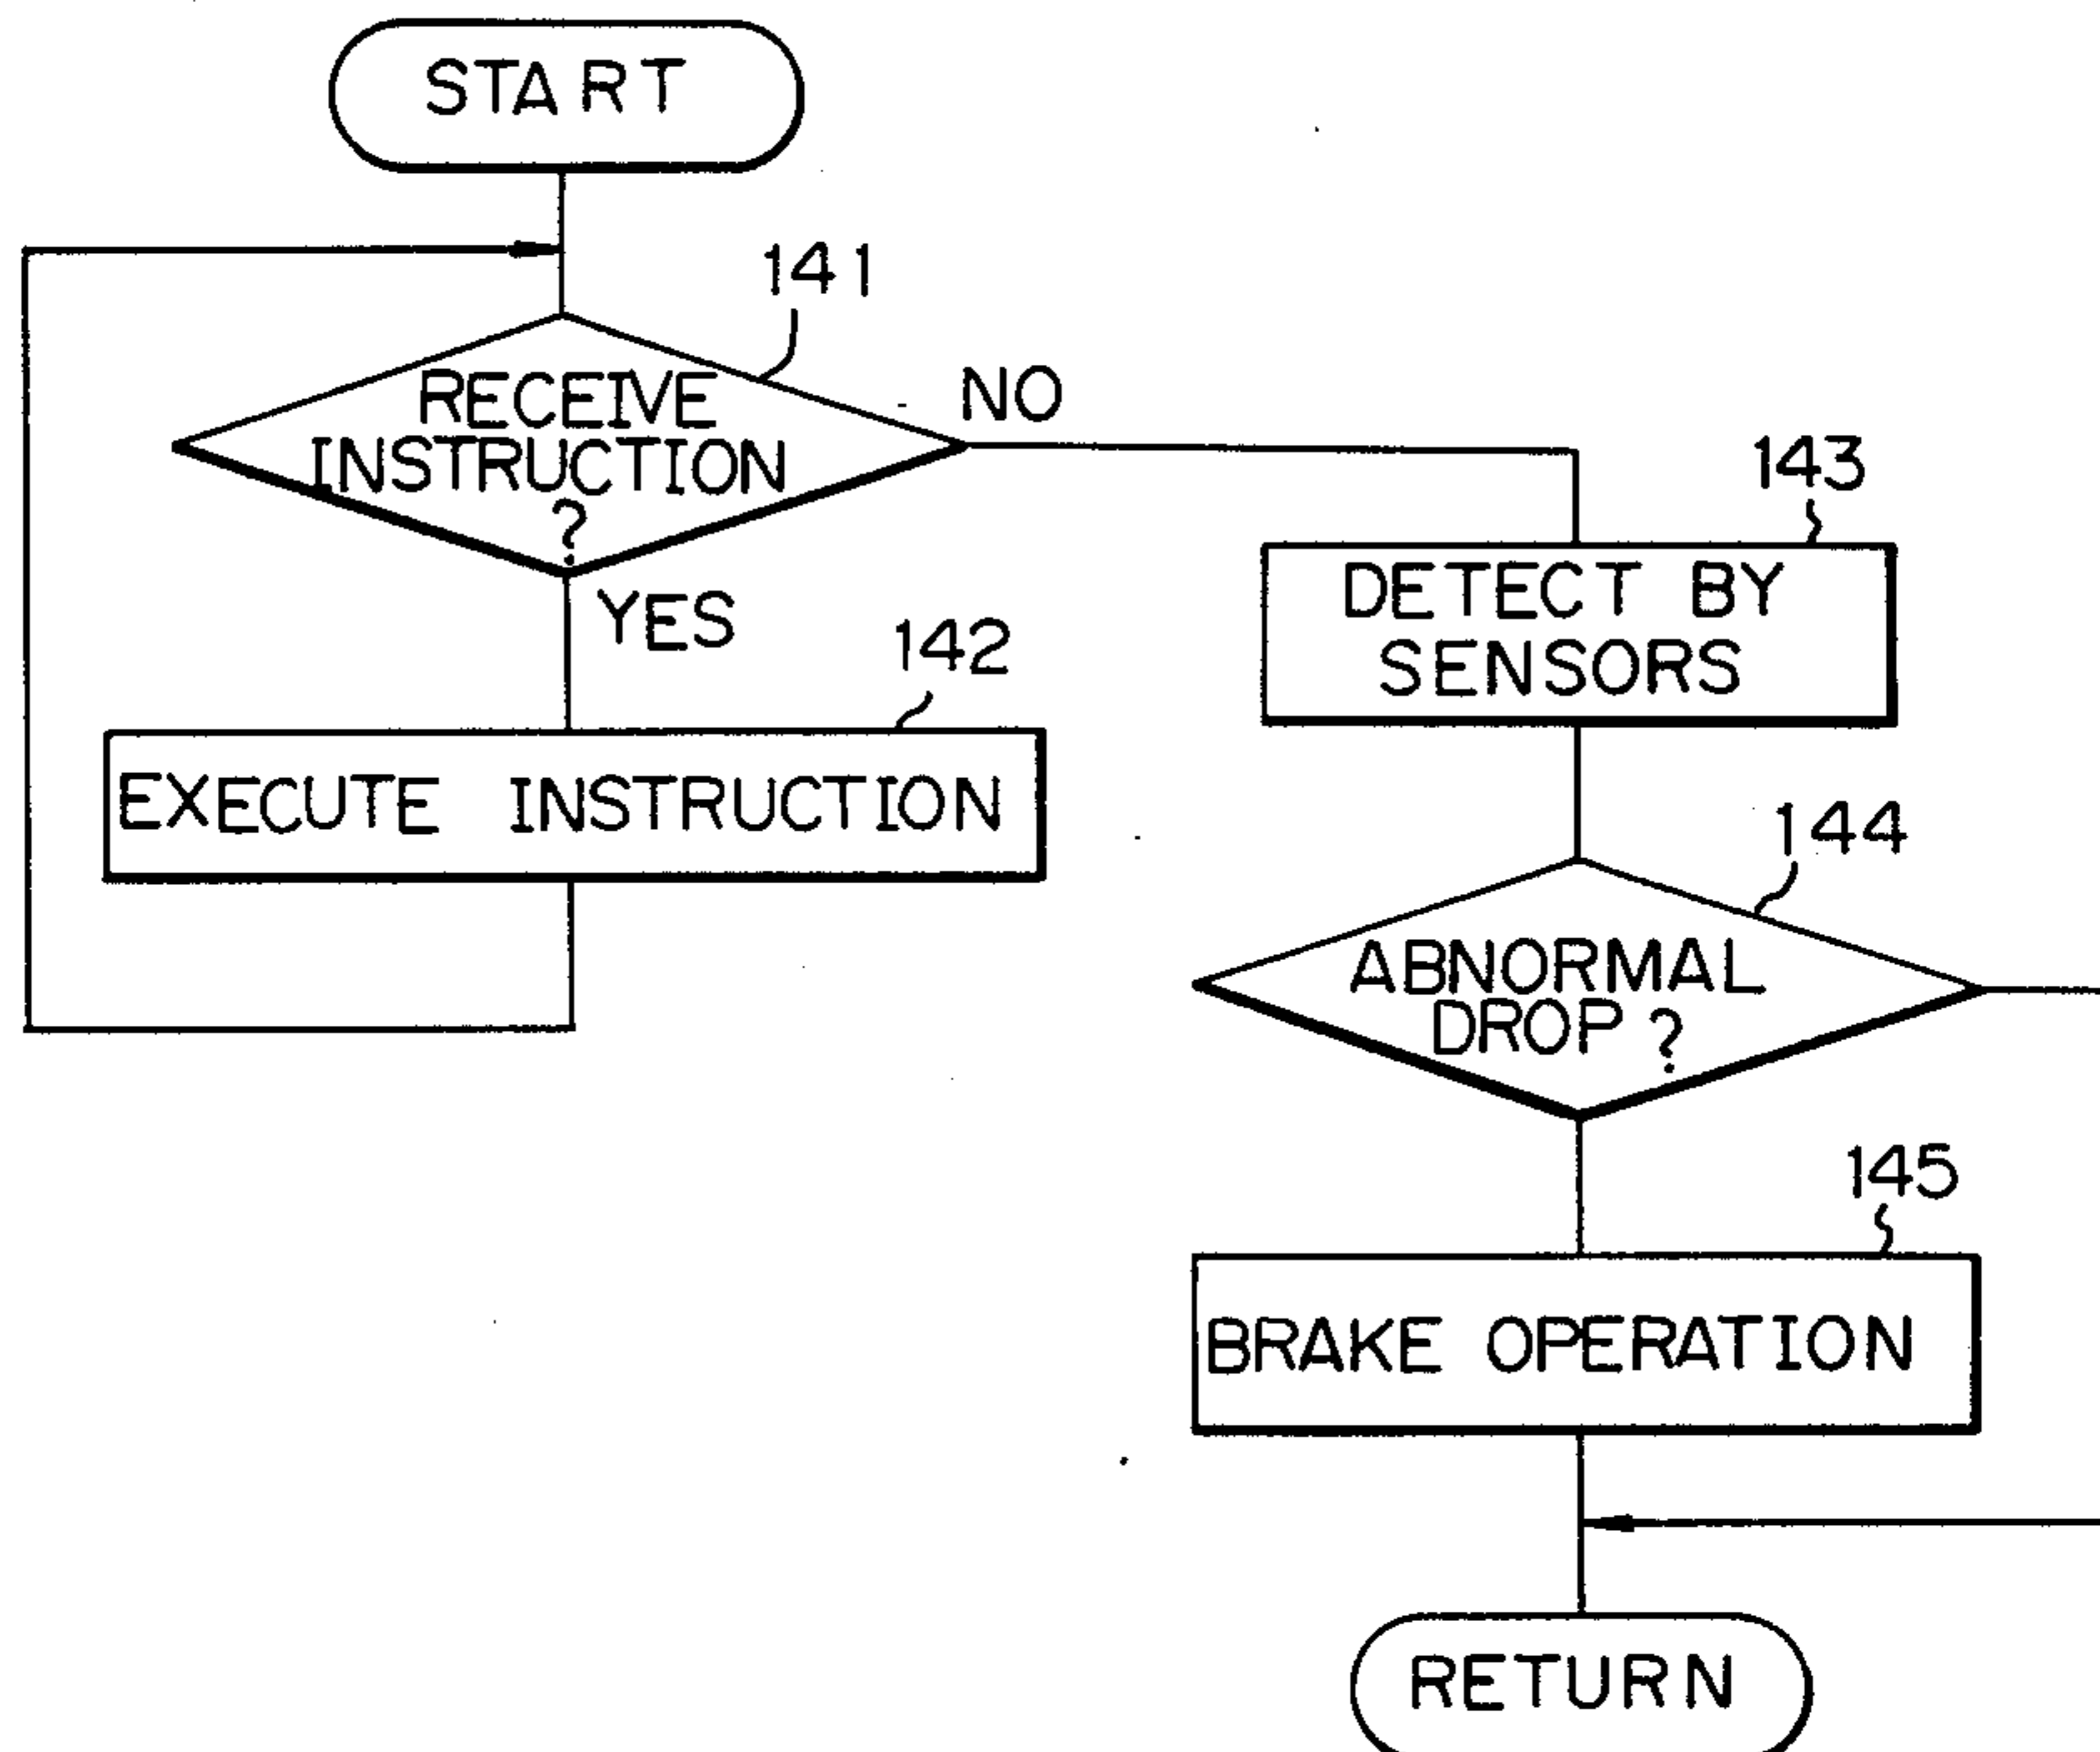 START
141
RECEIVE
INSTRUCTION
?
NO
YES
142
EXECUTE INSTRUCTION
143
DETECT BY
SENSORS
144
ABNORMAL
DROP?
145
BRAKE OPERATION
RETURN